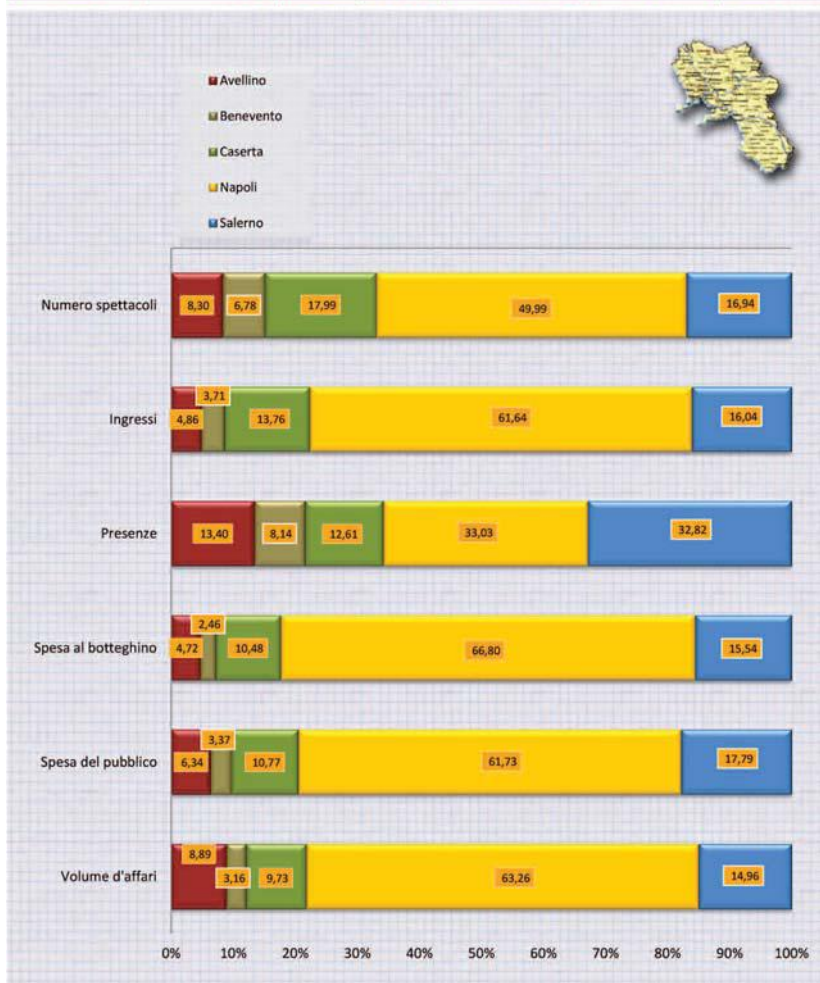 Avellino
Benevento
Caserta
Napoli
Salerno
Numero spettacoli
8,30 6,78 17,99 49,99 16,94
Ingressi
4,86 3,71 13,76 61,64 16,04
Presenze
13,40 8,14 12,61 33,03 32,82
Spesa al botteghino
4,72 2,46 10,48 66,80 15,54
Spesa del pubblico
6,34 3,37 10,77 61,73 17,79
Volume d'affari
8,89 3,16 9,73 63,26 14,96
0% 10% 20% 30% 40% 50% 60% 70% 80% 90% 100%